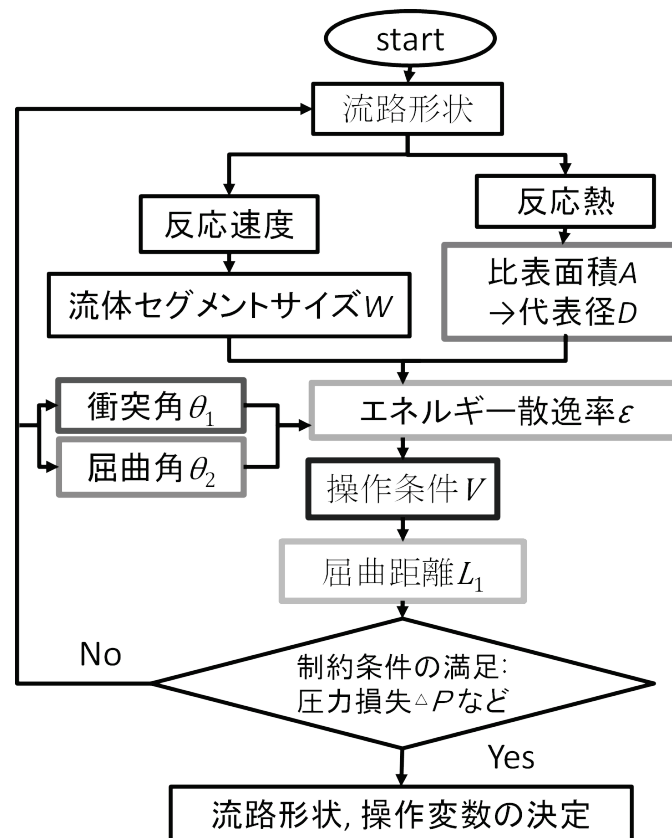 start
流路形状
反応速度
反応熱
流体セグメントサイズW
比表面積A
→代表径D
衝突角θ₁
屈曲角θ₂
エネルギー散逸率ε
操作条件V
屈曲距離L₁
No
制約条件の満足:
圧力損失△Pなど
Yes
流路形状, 操作変数の決定